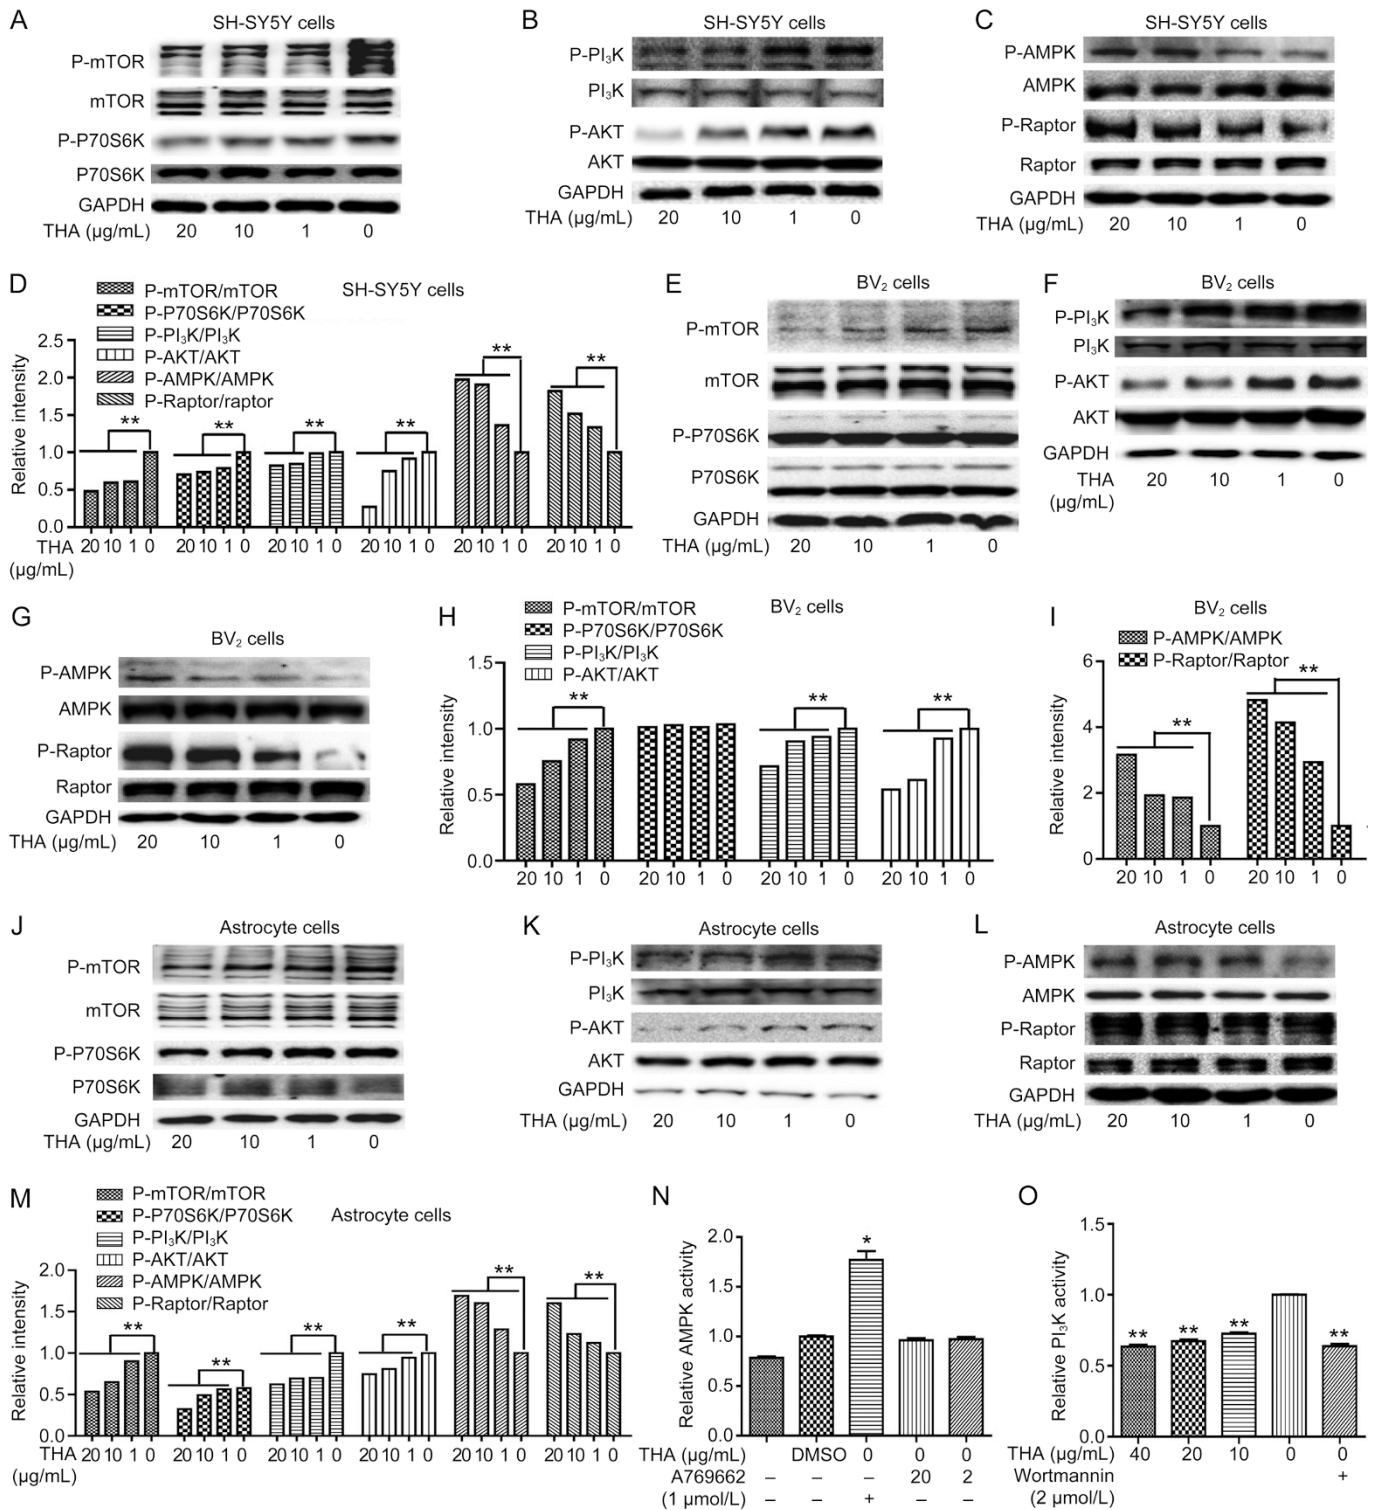 A
SH-SY5Y cells
P-mTOR
mTOR
P-P70S6K
P70S6K
GAPDH
THA (µg/mL) 20 10 1 0
B
SH-SY5Y cells
P-PI₃K
PI₃K
P-AKT
AKT
GAPDH
THA (µg/mL) 20 10 1 0
C
SH-SY5Y cells
P-AMPK
AMPK
P-Raptor
Raptor
GAPDH
THA (µg/mL) 20 10 1 0
D
SH-SY5Y cells
P-mTOR/mTOR
P-P70S6K/P70S6K
P-PI₃K/PI₃K
P-AKT/AKT
P-AMPK/AMPK
P-Raptor/raptor
Relative intensity
2.5
2.0
1.5
1.0
0.5
0.0
** ** ** ** ** **
THA 20 10 1 0 20 10 1 0 20 10 1 0 20 10 1 0 20 10 1 0 20 10 1 0
(µg/mL)
E
BV₂ cells
P-mTOR
mTOR
P-P70S6K
P70S6K
GAPDH
THA (µg/mL) 20 10 1 0
F
BV₂ cells
P-PI₃K
PI₃K
P-AKT
AKT
GAPDH
THA 20 10 1 0
(µg/mL)
G
BV₂ cells
P-AMPK
AMPK
P-Raptor
Raptor
GAPDH
THA (µg/mL) 20 10 1 0
H
BV₂ cells
P-mTOR/mTOR
P-P70S6K/P70S6K
P-PI₃K/PI₃K
P-AKT/AKT
Relative intensity
1.5
1.0
0.5
0.0
** ** **
20 10 1 0 20 10 1 0 20 10 1 0 20 10 1 0
I
BV₂ cells
P-AMPK/AMPK
P-Raptor/Raptor
Relative intensity
6
4
2
0
** **
20 10 1 0 20 10 1 0
J
Astrocyte cells
P-mTOR
mTOR
P-P70S6K
P70S6K
GAPDH
THA (µg/mL) 20 10 1 0
K
Astrocyte cells
P-PI₃K
PI₃K
P-AKT
AKT
GAPDH
THA (µg/mL) 20 10 1 0
L
Astrocyte cells
P-AMPK
AMPK
P-Raptor
Raptor
GAPDH
THA (µg/mL) 20 10 1 0
M
Astrocyte cells
P-mTOR/mTOR
P-P70S6K/P70S6K
P-PI₃K/PI₃K
P-AKT/AKT
P-AMPK/AMPK
P-Raptor/Raptor
Relative intensity
2.0
1.5
1.0
0.5
0.0
** ** ** ** ** **
THA 20 10 1 0 20 10 1 0 20 10 1 0 20 10 1 0 20 10 1 0 20 10 1 0
(µg/mL)
N
Relative AMPK activity
2.0
1.5
1.0
0.5
0.0
*
THA (µg/mL) – DMSO 0 0 0
A769662 – – – 20 2
(1 µmol/L) – – + – –
O
Relative PI₃K activity
1.5
1.0
0.5
0.0
** ** ** **
THA (µg/mL) 40 20 10 0 0
Wortmannin +
(2 µmol/L)